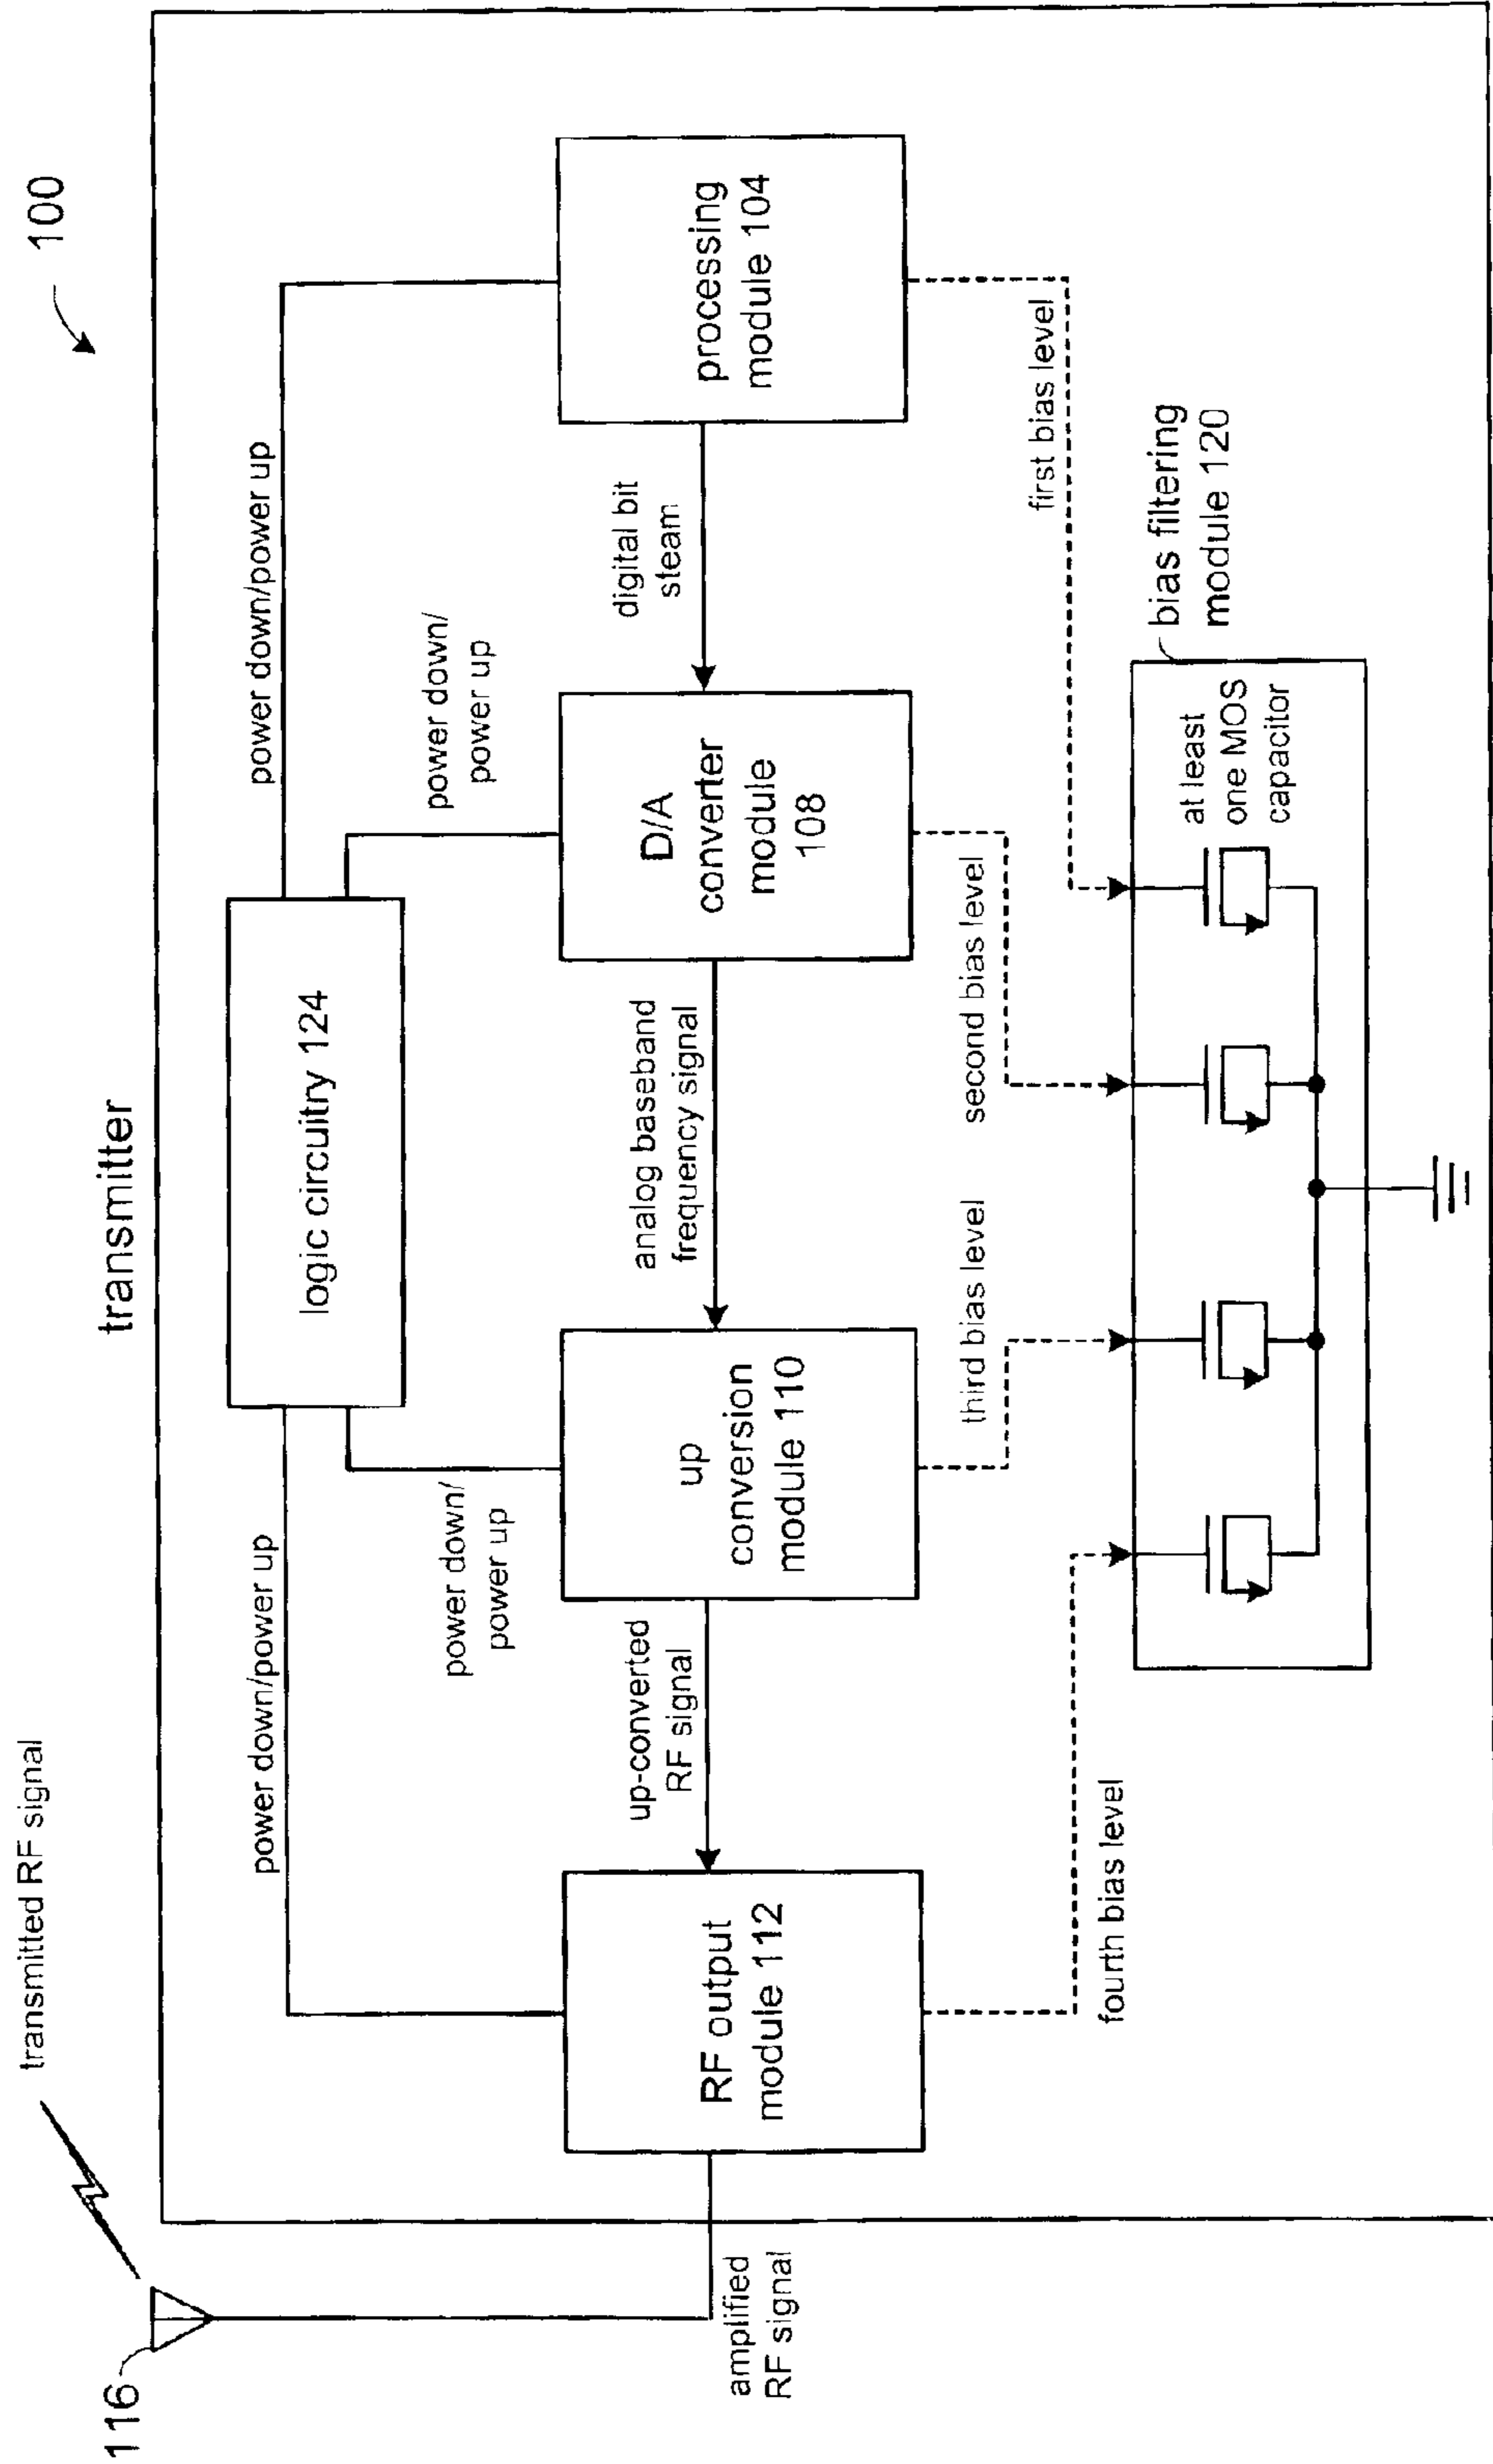 transmitter
100
transmitted RF signal
116
logic circuitry 124
power down/power up
power down/
power up
power down/
power up
power down/power up
amplified
RF signal
RF output
module 112
up-converted
RF signal
up
conversion
module 110
analog baseband
frequency signal
D/A
converter
module
108
digital bit
steam
processing
module 104
fourth bias level
third bias level
second bias level
first bias level
bias filtering
module 120
at least
one MOS
capacitor